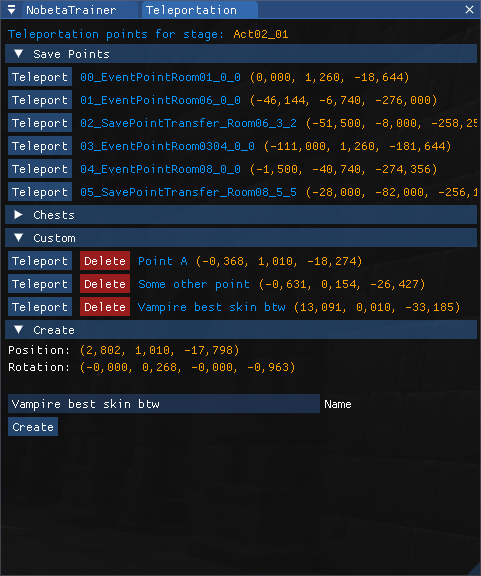 NobetaTrainer Teleportation
Teleportation points for stage: Act02_01
Save Points
Teleport 00_EventPointRoom01_0_0 (0,000, 1,260, -18,644)
Teleport 01_EventPointRoom06_0_0 (-46,144, -6,740, -276,000)
Teleport 02_SavePointTransfer_Room06_3_2 (-51,500, -8,000, -258,25
Teleport 03_EventPointRoom0304_0_0 (-111,000, 1,260, -181,644)
Teleport 04_EventPointRoom08_0_0 (-1,500, -40,740, -274,356)
Teleport 05_SavePointTransfer_Room08_5_5 (-28,000, -82,000, -256,1
Chests
Custom
Teleport Delete Point A (-0,368, 1,010, -18,274)
Teleport Delete Some other point (-0,631, 0,154, -26,427)
Teleport Delete Vampire best skin btw (13,091, 0,010, -33,185)
Create
Position: (2,802, 1,010, -17,798)
Rotation: (-0,000, 0,268, -0,000, -0,963)
Vampire best skin btw Name
Create